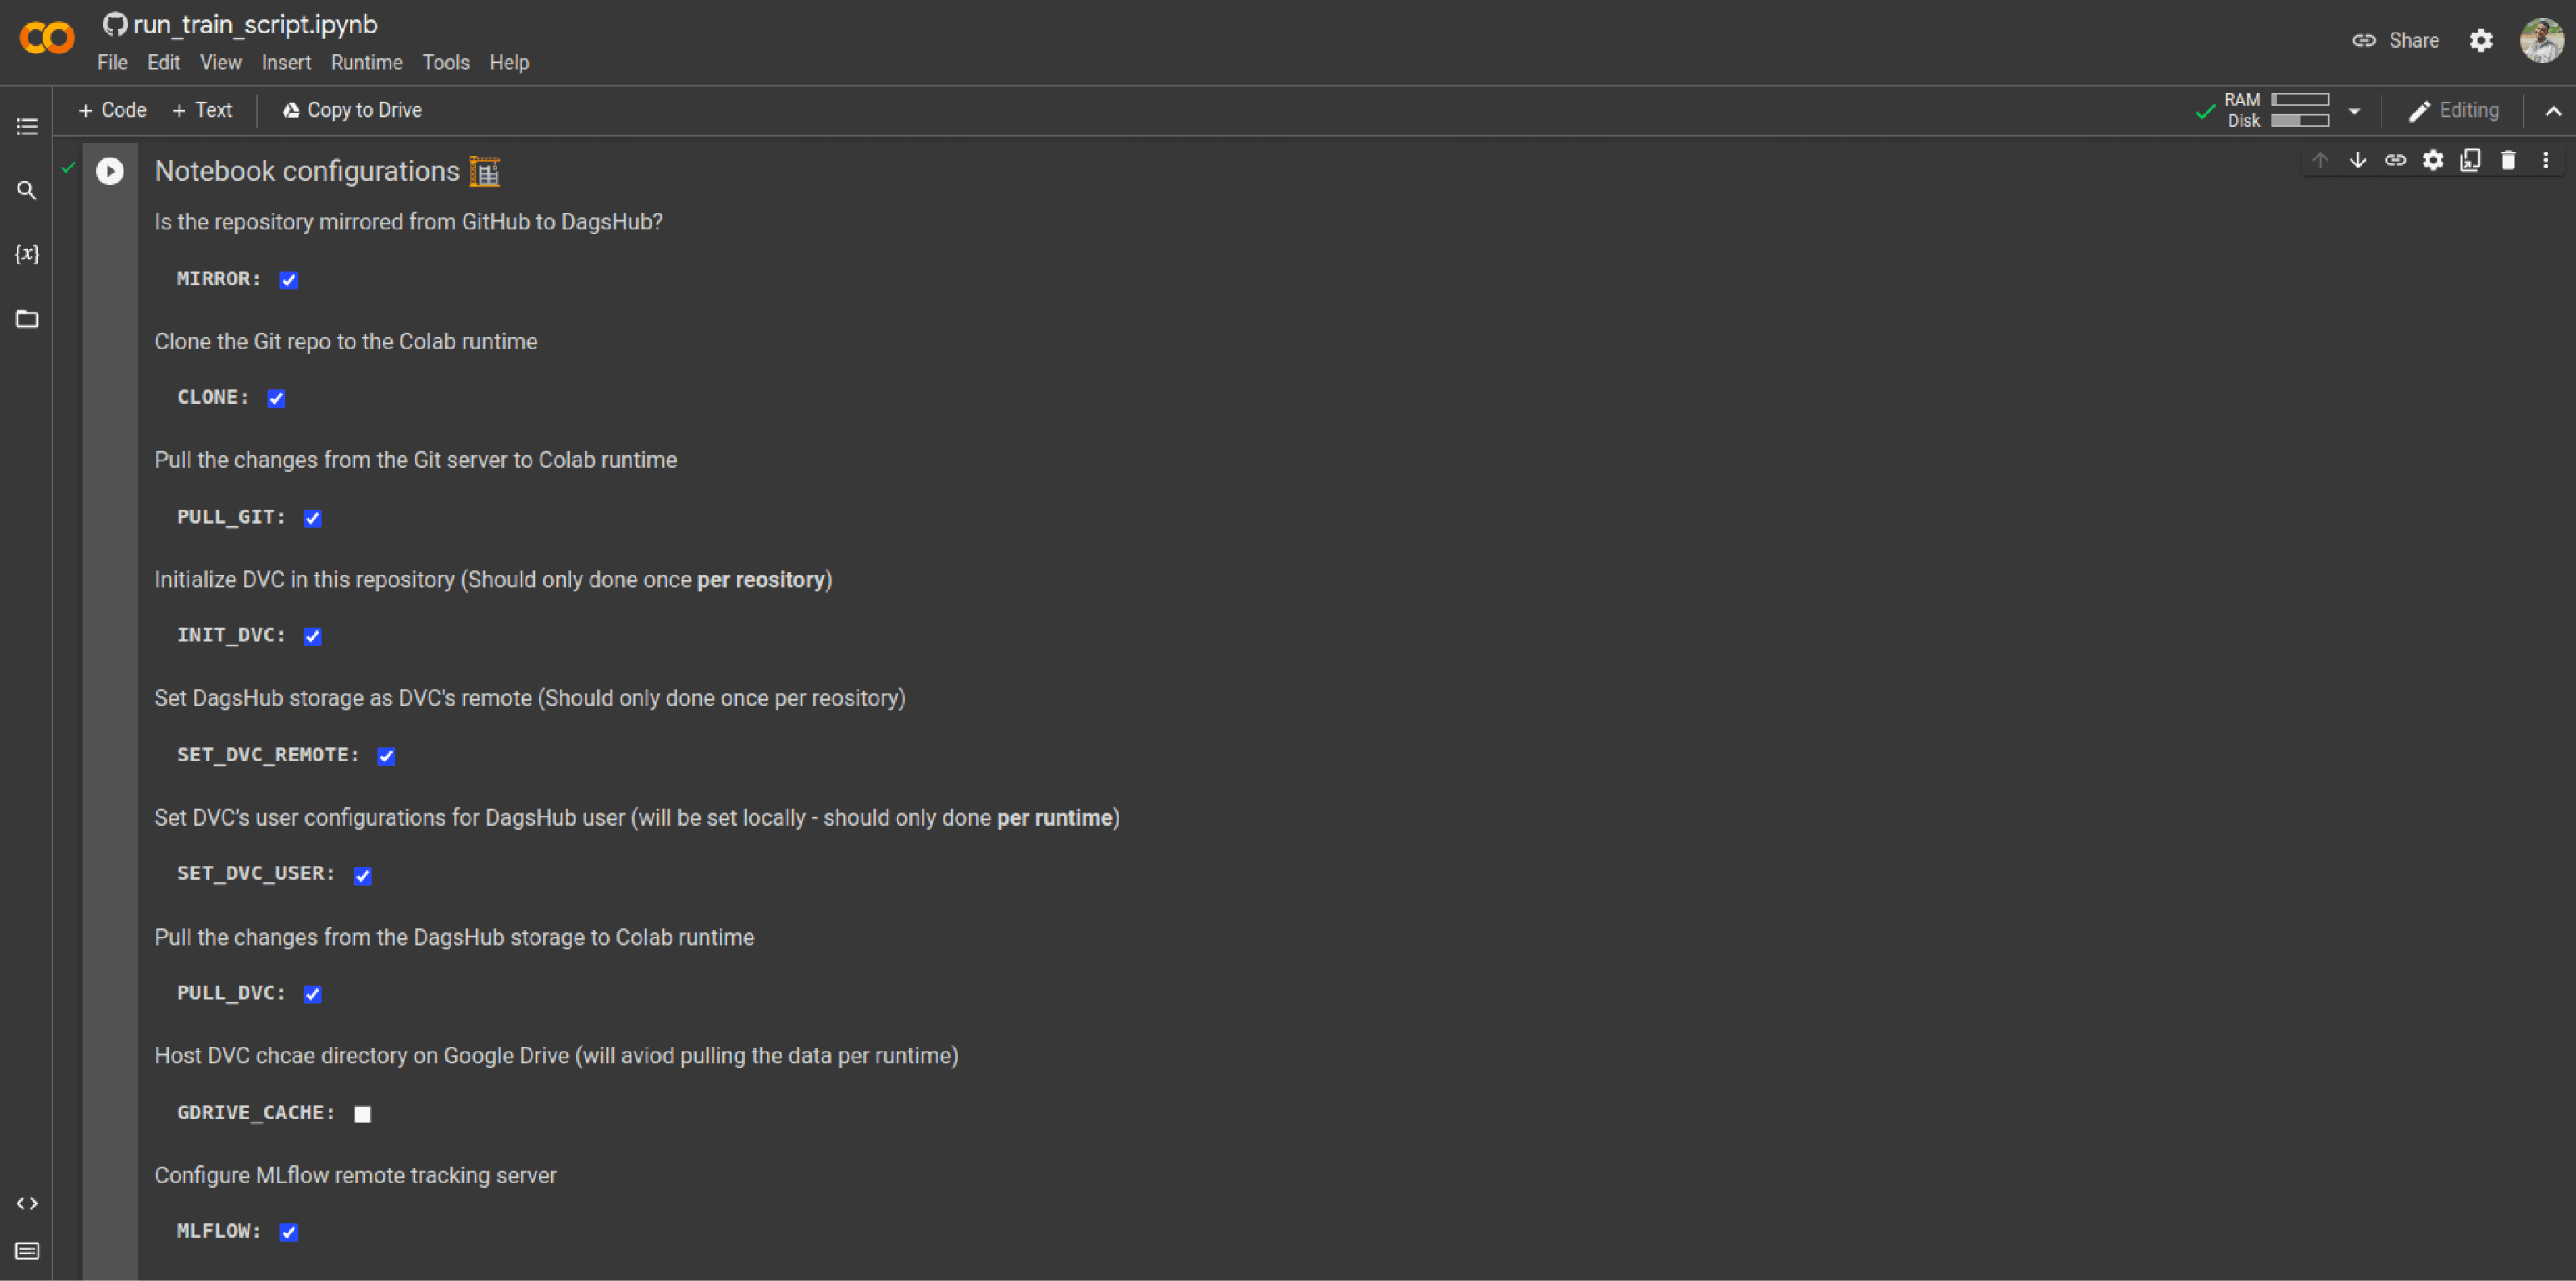 run_train_script.ipynb
File Edit View Insert Runtime Tools Help
Share
+ Code + Text Copy to Drive
RAM
Disk
Editing
Notebook configurations
Is the repository mirrored from GitHub to DagsHub?
MIRROR:
Clone the Git repo to the Colab runtime
CLONE:
Pull the changes from the Git server to Colab runtime
PULL_GIT:
{x}
Initialize DVC in this repository (Should only done once per reository)
INIT_DVC:
Set DagsHub storage as DVC's remote (Should only done once per reository)
SET_DVC_REMOTE:
Set DVC’s user configurations for DagsHub user (will be set locally - should only done per runtime)
SET_DVC_USER:
Pull the changes from the DagsHub storage to Colab runtime
PULL_DVC:
Host DVC chcae directory on Google Drive (will aviod pulling the data per runtime)
GDRIVE_CACHE:
Configure MLflow remote tracking server
MLFLOW: